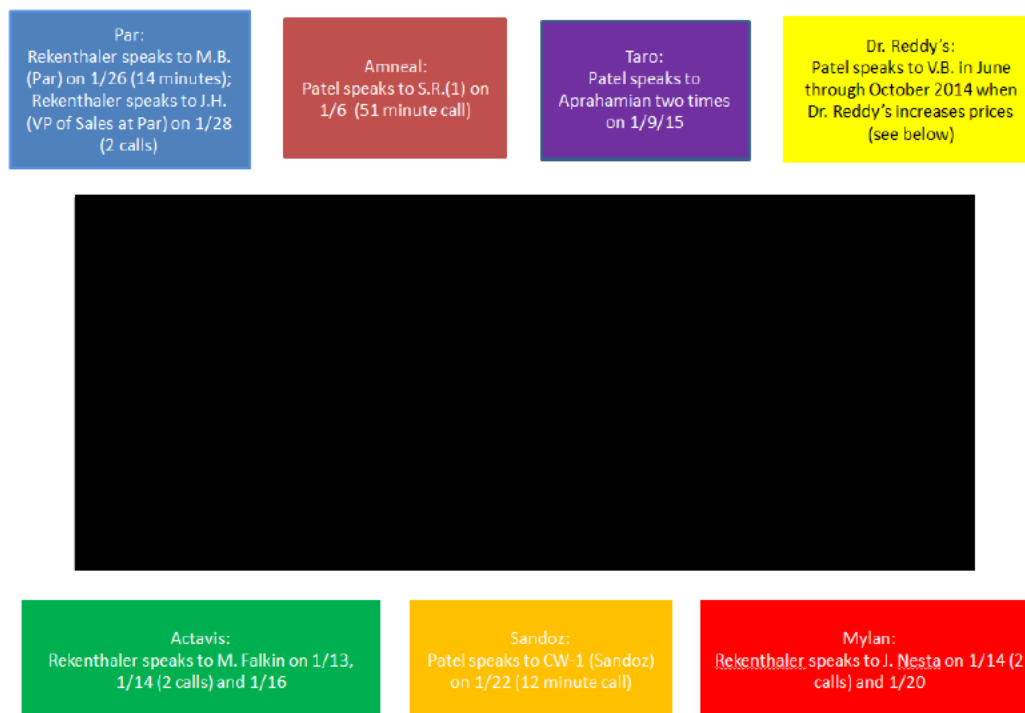 Par:
Rekenthaler speaks to M.B.
(Par) on 1/26 (14 minutes);
Rekenthaler speaks to J.H.
(VP of Sales at Par) on 1/28
(2 calls)
Amneal:
Patel speaks to S.R.(1) on
1/6 (51 minute call)
Taro:
Patel speaks to
Aprahamian two times
on 1/9/15
Dr. Reddy's:
Patel speaks to V.B. in June
through October 2014 when
Dr. Reddy's increases prices
(see below)
Actavis:
Rekenthaler speaks to M. Falkin on 1/13,
1/14 (2 calls) and 1/16
Sandoz:
Patel speaks to CW-1 (Sandoz)
on 1/22 (12 minute call)
Mylan:
Rekenthaler speaks to J. Nesta on 1/14 (2
calls) and 1/20